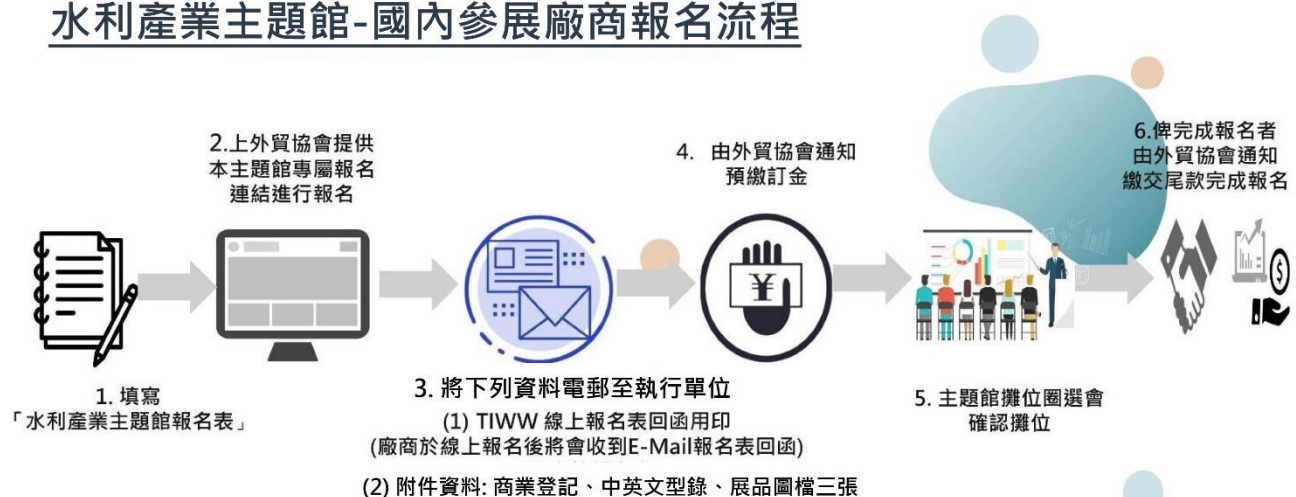 水利產業主題館-國內參展廠商報名流程
1. 填寫
「水利產業主題館報名表」
2.上外貿協會提供
本主題館專屬報名
連結進行報名
3. 將下列資料電郵至執行單位
(1) TIWW 線上報名表回函用印
(廠商於線上報名後將會收到E-Mail報名表回函)
(2) 附件資料: 商業登記、中英文型錄、展品圖檔三張
4. 由外貿協會通知
預繳訂金
¥
5. 主題館攤位圈選會
確認攤位
6.俾完成報名者
由外貿協會通知
繳交尾款完成報名
$